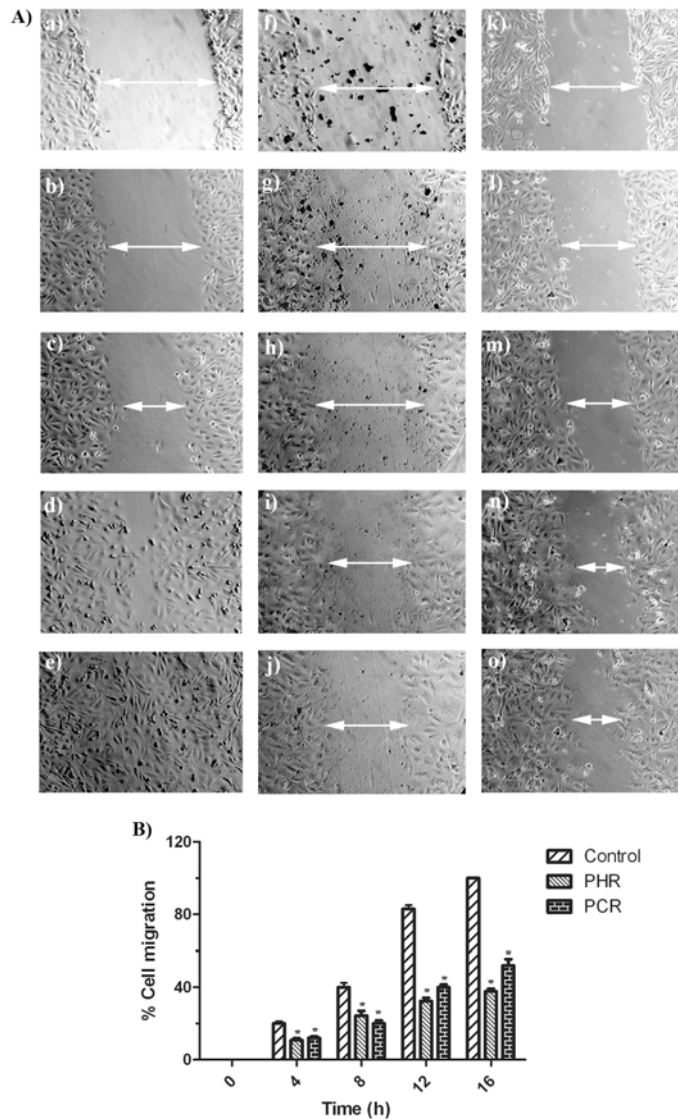 A)
a) f) k)
b) g) l)
c) h) m)
d) i) n)
e) j) o)
B)
120
80
40
0
% Cell migration
Control
PHR
PCR
* * * * * * * *
0 4 8 12 16
Time (h)